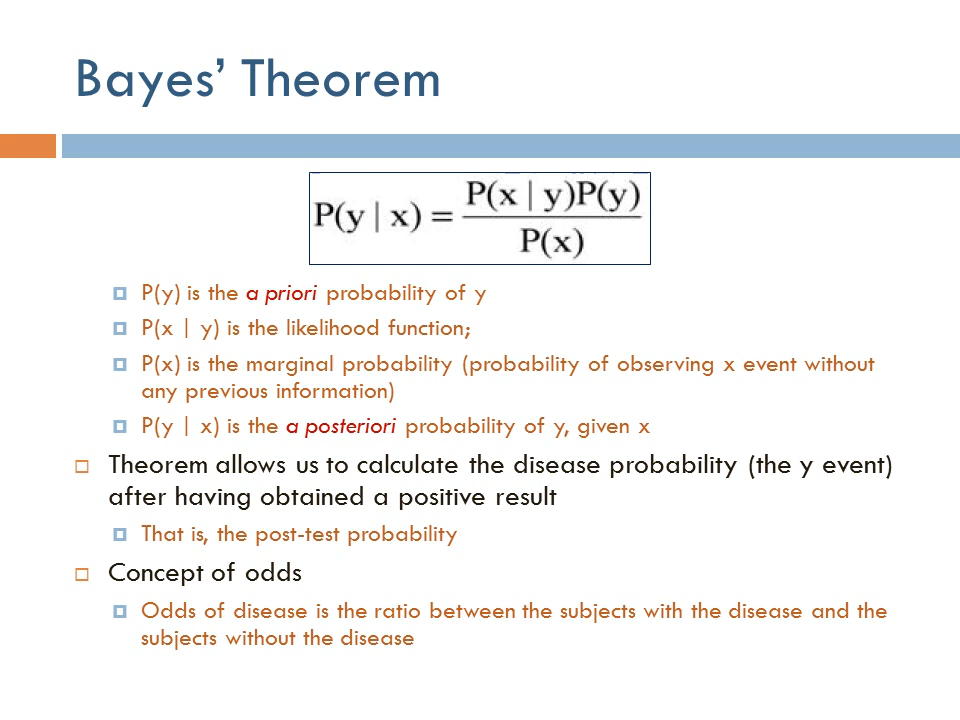 Bayes’ Theorem
P(y | x) = P(x | y)P(y) / P(x)
P(y) is the a priori probability of y
P(x | y) is the likelihood function;
P(x) is the marginal probability (probability of observing x event without
any previous information)
P(y | x) is the a posteriori probability of y, given x
Theorem allows us to calculate the disease probability (the y event)
after having obtained a positive result
That is, the post-test probability
Concept of odds
Odds of disease is the ratio between the subjects with the disease and the
subjects without the disease